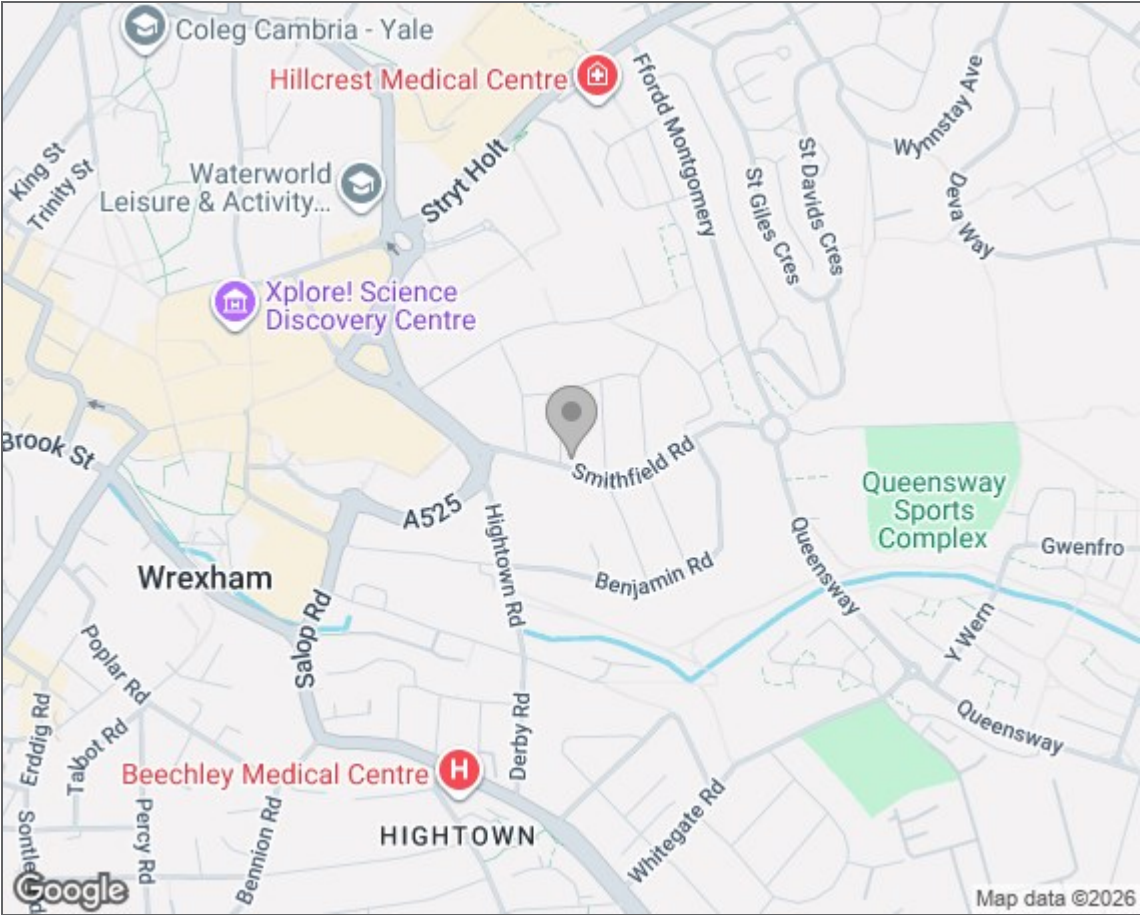 Coleg Cambria - Yale
Hillcrest Medical Centre
Ffordd Montgomery
Wynnstay Ave
King St
Trinity St
Waterworld
Leisure & Activity...
Stryt Holt
St Davids Cres
St Giles Cres
Deva Way
Xplore! Science
Discovery Centre
Brook St
Smithfield Rd
A525
Queensway
Sports
Complex
Hightown Rd
Queensway
Gwenfro
Wrexham
Benjamin Rd
Salop Rd
Y Wern
Poplar Rd
Erddig Rd
Talbot Rd
Derby Rd
Queensway
Beechley Medical Centre
H
Percy Rd
Bennion Rd
Whitegate Rd
HIGHTOWN
Google
Map data ©2026